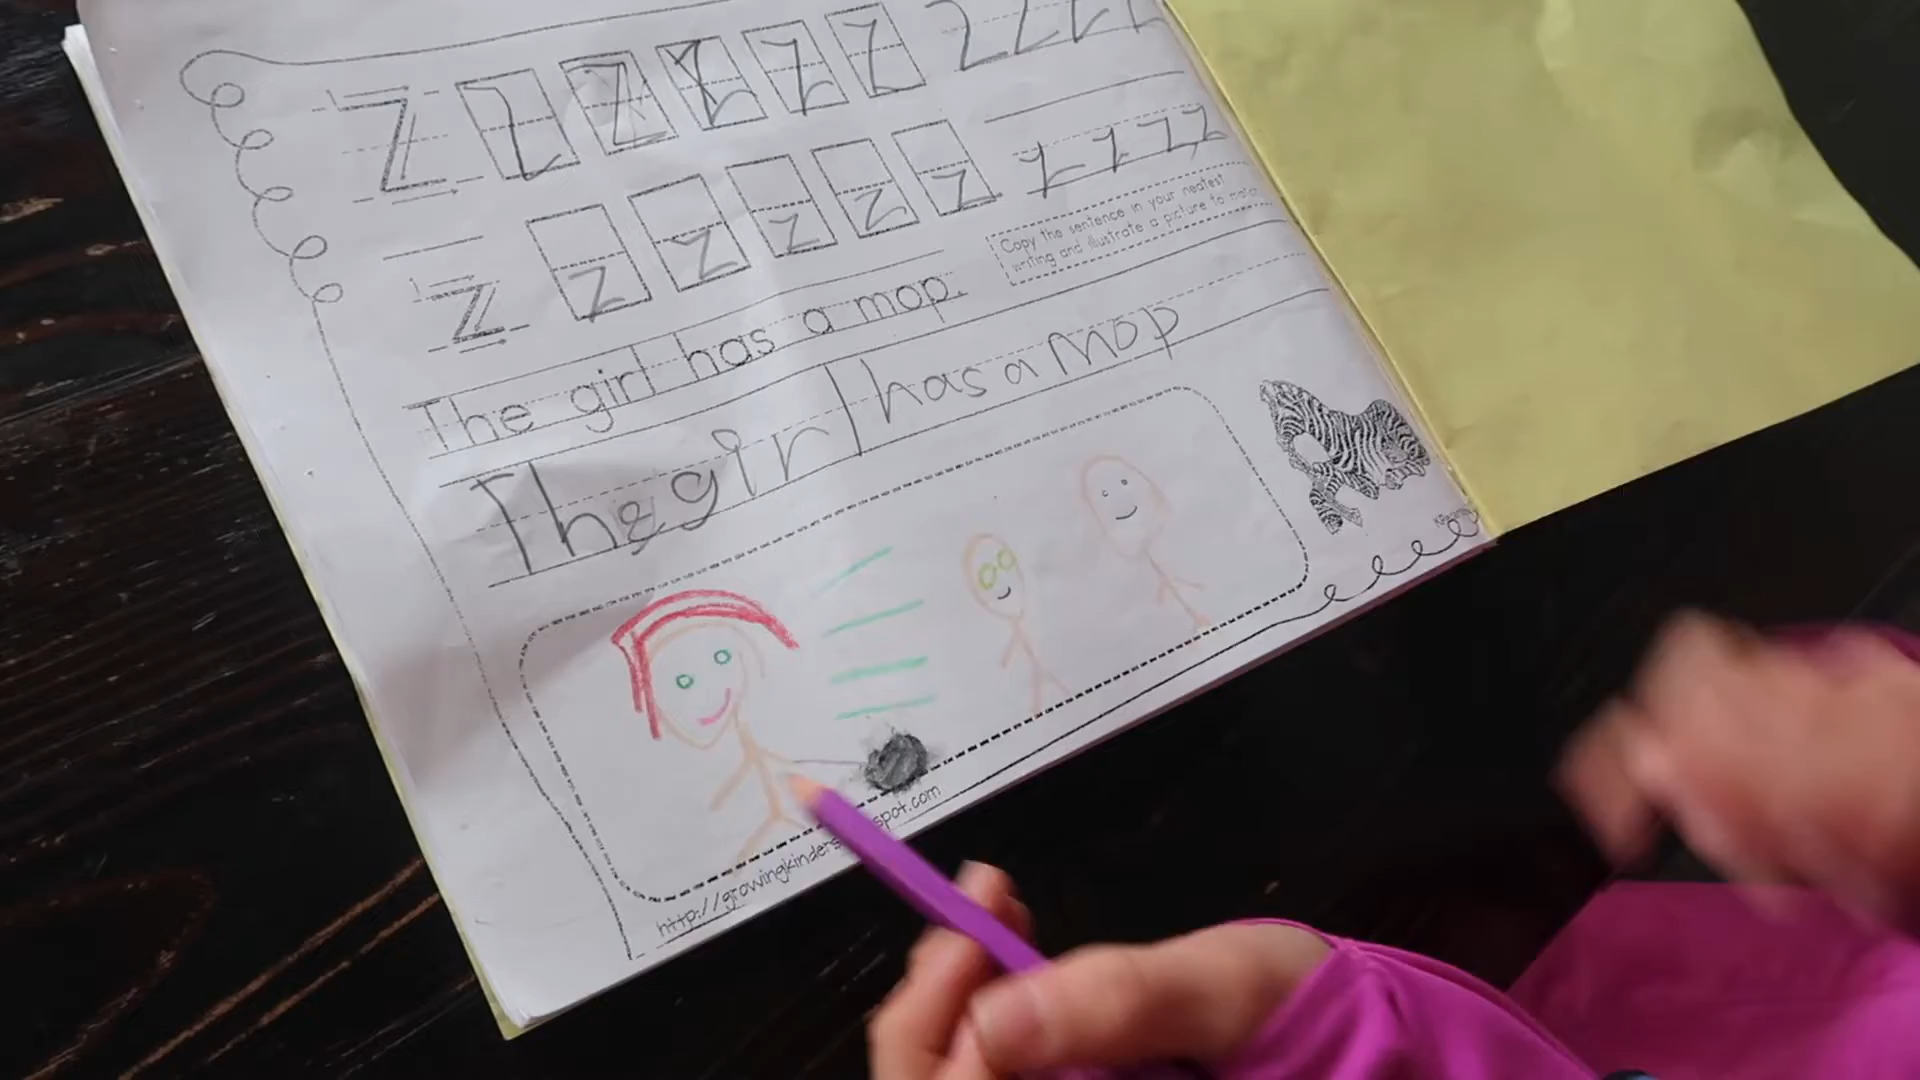 Z Z Z Z Z Z Z Z Z Z
z z z z z z z z z z
Copy the sentence in your neatest
writing and illustrate a picture to match.
The girl has a mop.
The girl has a mop
http://growingkinders
spot.com